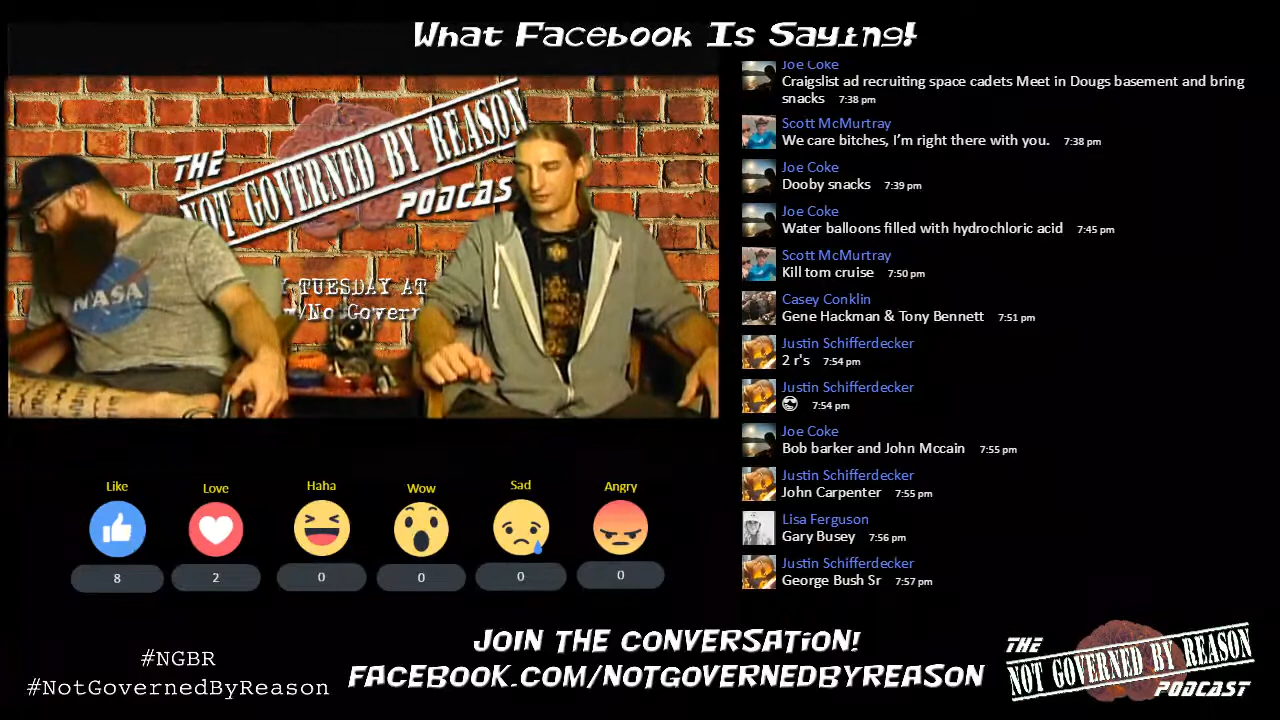 What Facebook Is Saying!
THE
NOT GOVERNED BY REASON
PODCAS
TUESDAY AT
/No Govern
NASA
Joe Coke
Craigslist ad recruiting space cadets Meet in Dougs basement and bring
snacks 7:38 pm
Scott McMurtray
We care bitches, I'm right there with you. 7:38 pm
Joe Coke
Dooby snacks 7:39 pm
Joe Coke
Water balloons filled with hydrochloric acid 7:45 pm
Scott McMurtray
Kill tom cruise 7:50 pm
Casey Conklin
Gene Hackman & Tony Bennett 7:51 pm
Justin Schifferdecker
2 r's 7:54 pm
Justin Schifferdecker
😎 7:54 pm
Joe Coke
Bob barker and John Mccain 7:55 pm
Justin Schifferdecker
John Carpenter 7:55 pm
Lisa Ferguson
Gary Busey 7:56 pm
Justin Schifferdecker
George Bush Sr 7:57 pm
Like Love Haha Wow Sad Angry
8 2 0 0 0 0
#NGBR
#NotGovernedByReason
JOIN THE CONVERSATION!
FACEBOOK.COM/NOTGOVERNEDBYREASON
THE
NOT GOVERNED BY REASON
PODCAST